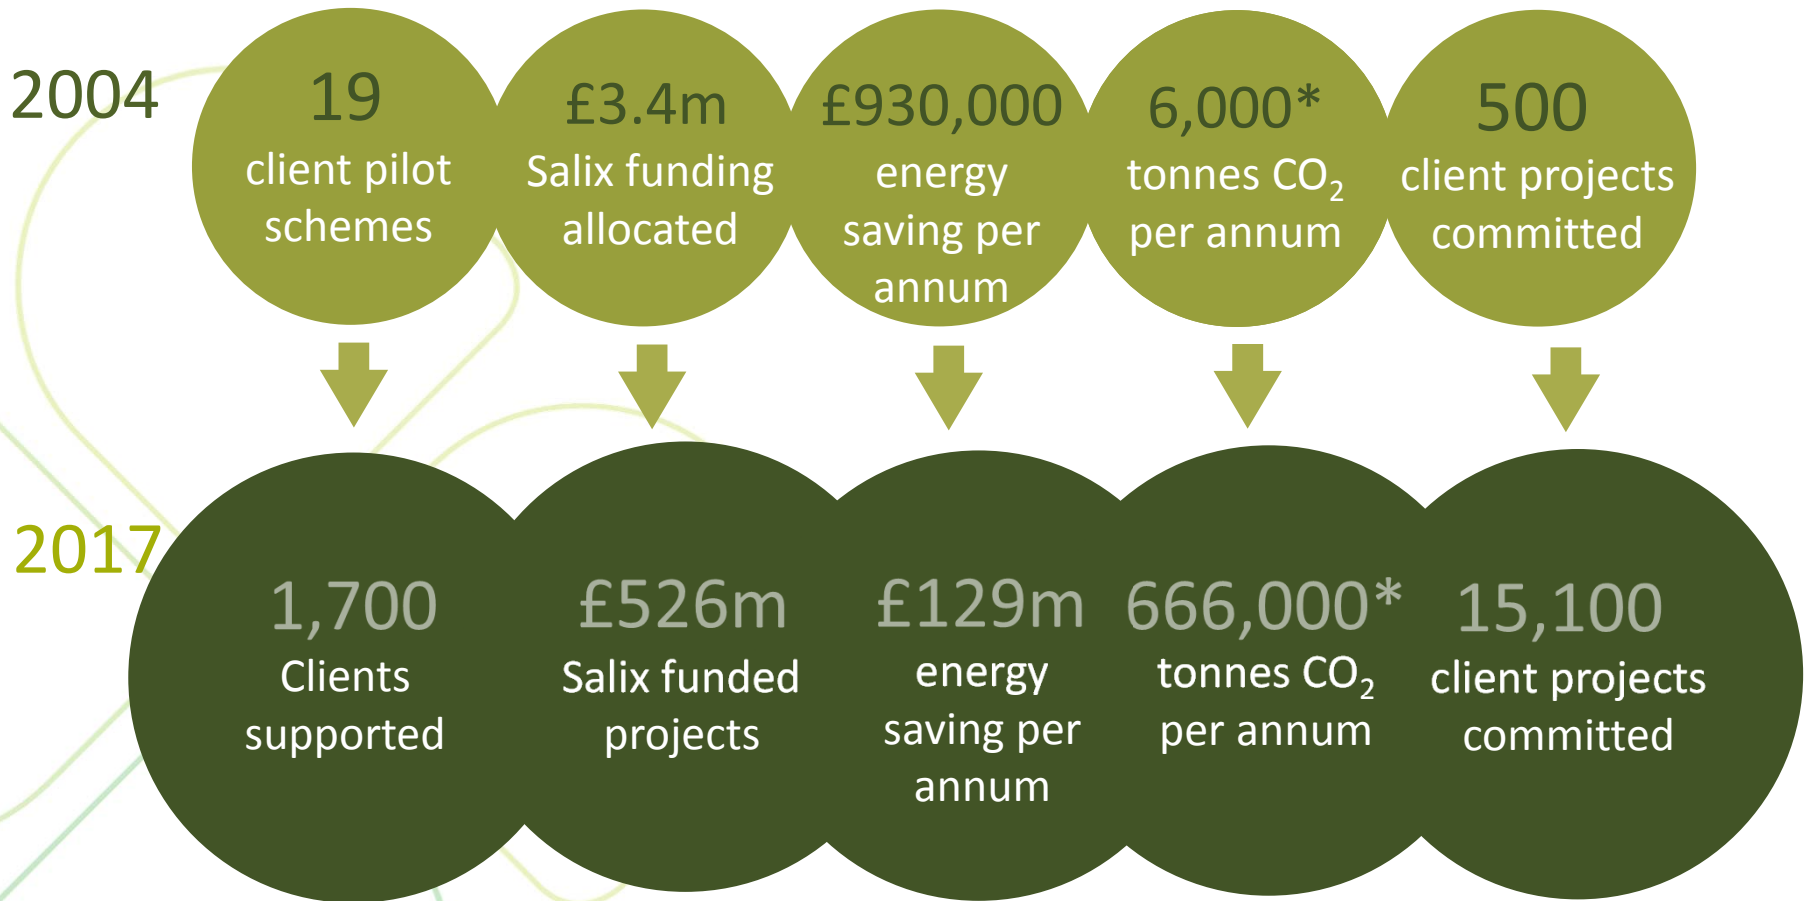 2004
19
client pilot
schemes
£3.4m
Salix funding
allocated
£930,000
energy
saving per
annum
6,000*
tonnes CO₂
per annum
500
client projects
committed
2017
1,700
Clients
supported
£526m
Salix funded
projects
£129m
energy
saving per
annum
666,000*
tonnes CO₂
per annum
15,100
client projects
committed